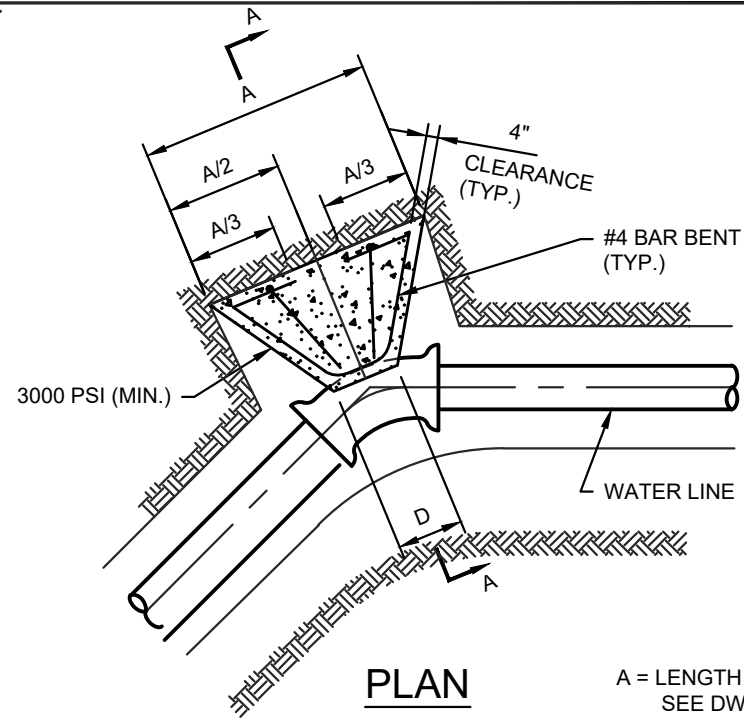 A
A
A
A/2
A/3
A/3
4"
CLEARANCE
(TYP.)
#4 BAR BENT
(TYP.)
3000 PSI (MIN.)
WATER LINE
D
A
PLAN
A = LENGTH
SEE DW